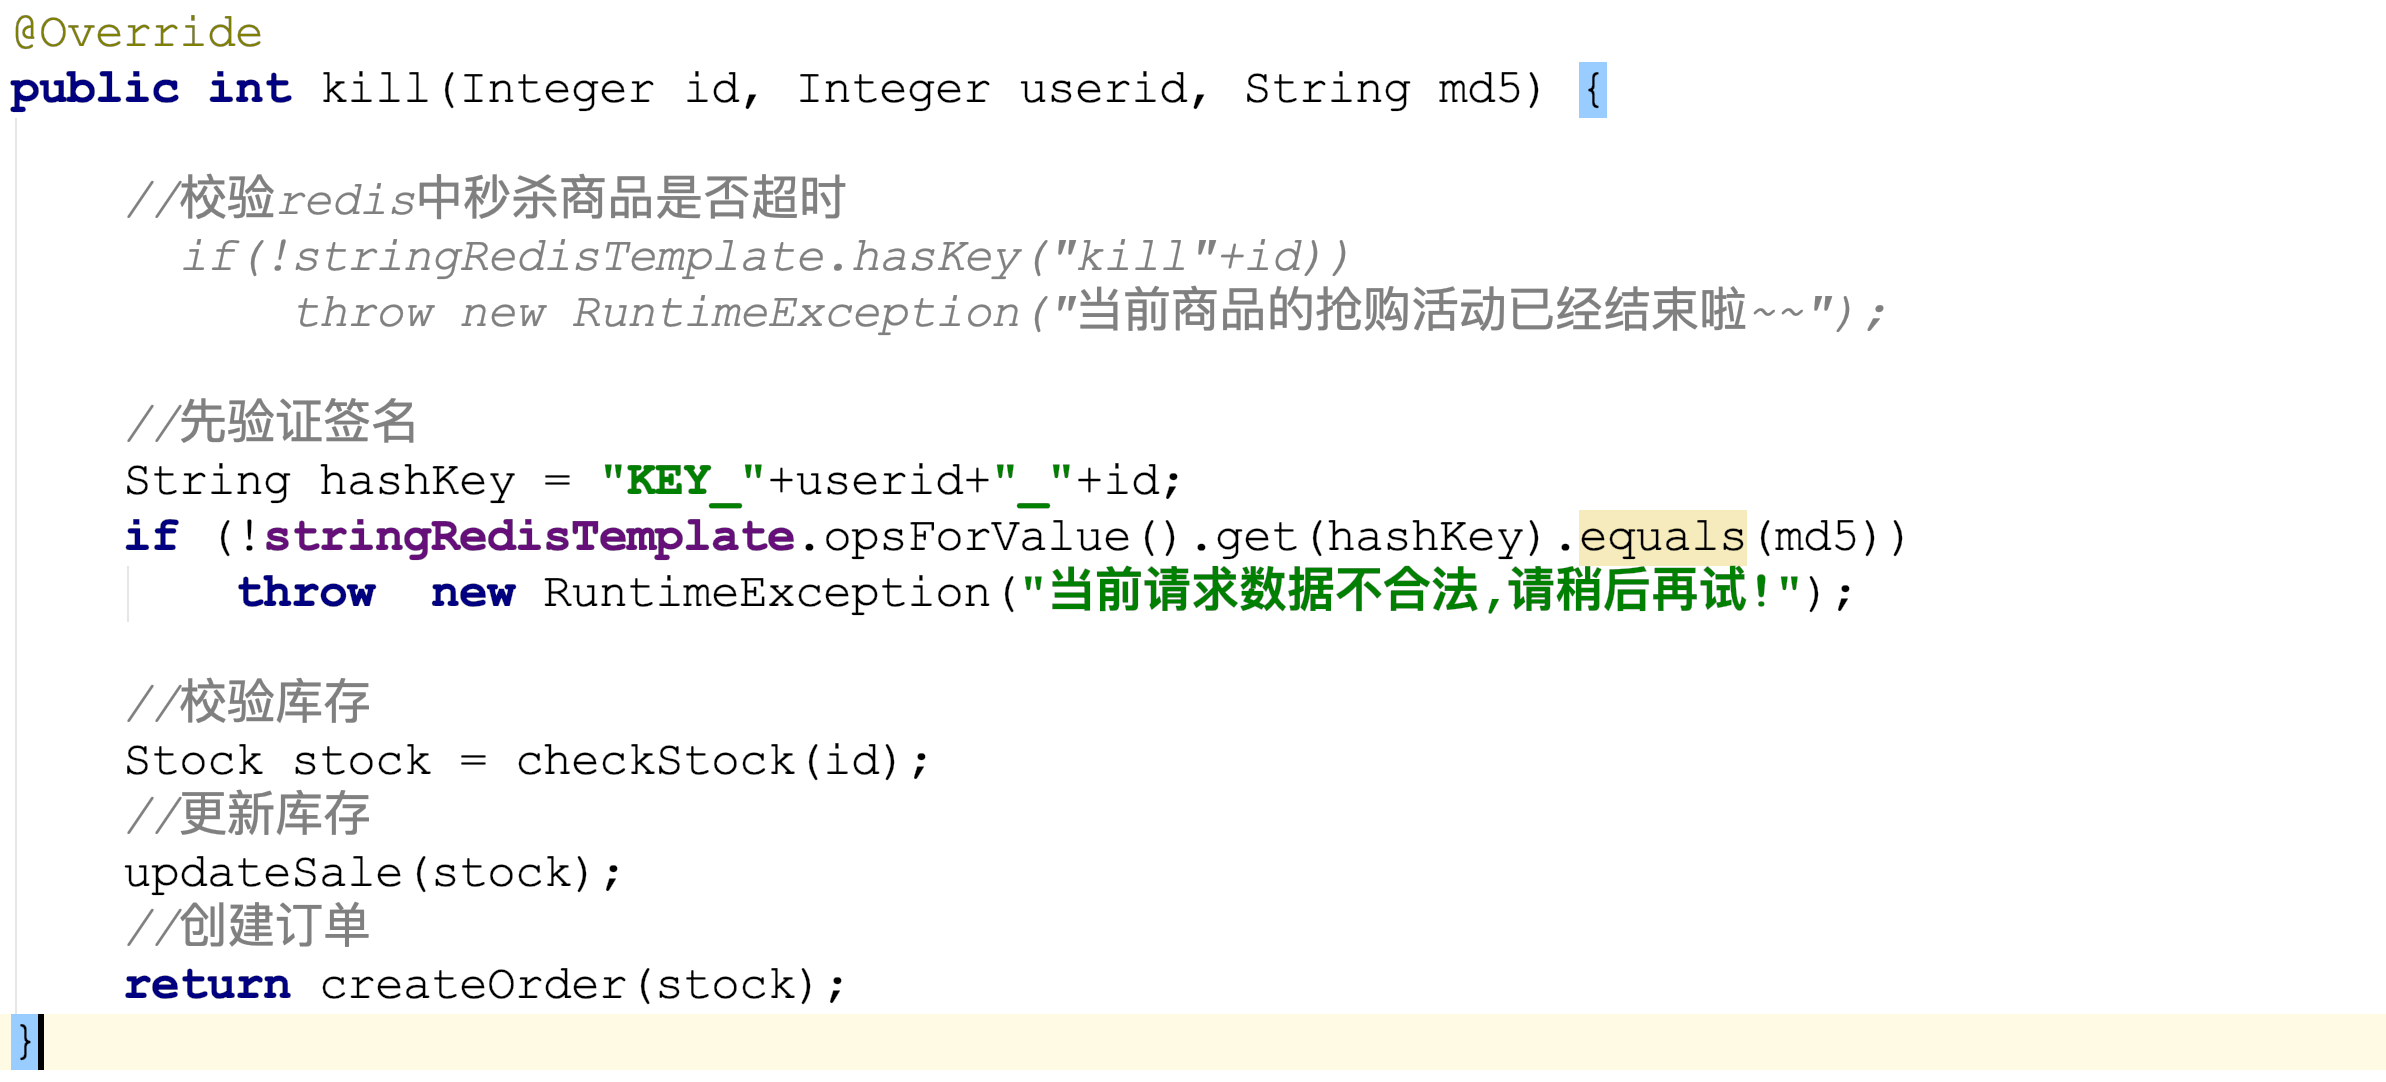 @Override
public int kill(Integer id, Integer userid, String md5) {
//校验redis中秒杀商品是否超时
if(!stringRedisTemplate.hasKey("kill"+id))
throw new RuntimeException("当前商品的抢购活动已经结束啦~~");
//先验证签名
String hashKey = "KEY_"+userid+"_"+id;
if (!stringRedisTemplate.opsForValue().get(hashKey).equals(md5))
throw  new RuntimeException("当前请求数据不合法,请稍后再试!");
//校验库存
Stock stock = checkStock(id);
//更新库存
updateSale(stock);
//创建订单
return createOrder(stock);
}